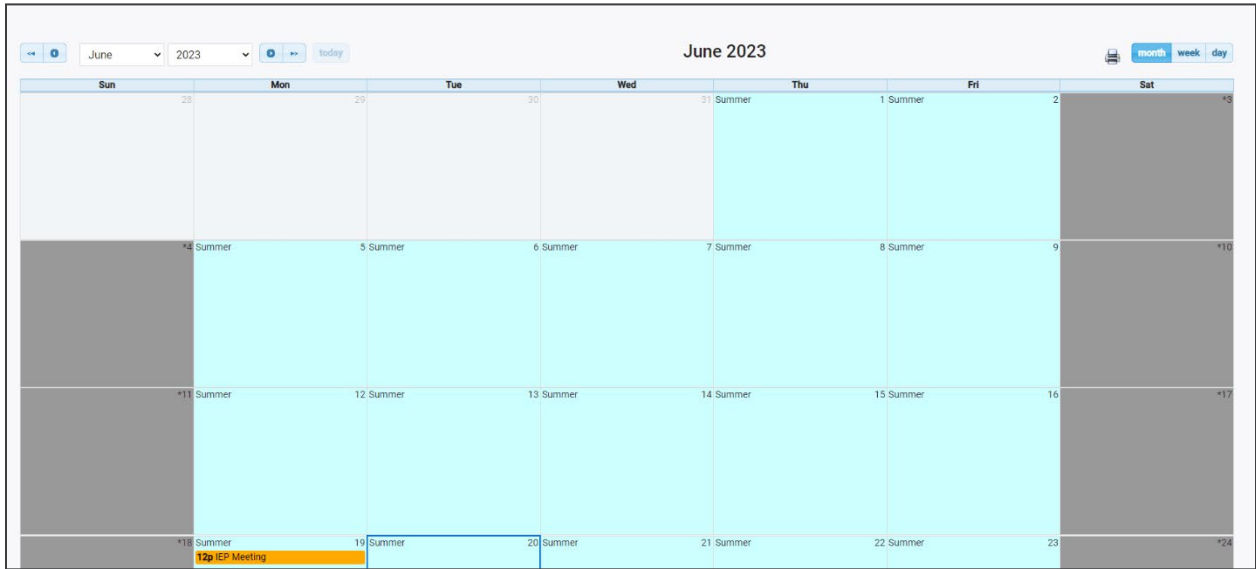 June 2023 today June 2023 month week day
Sun Mon Tue Wed Thu Fri Sat
28 29 30 31 Summer 1 Summer 2 *3
*4 Summer 5 Summer 6 Summer 7 Summer 8 Summer 9 *10
*11 Summer 12 Summer 13 Summer 14 Summer 15 Summer 16 *17
*18 Summer 19 Summer 20 Summer 21 Summer 22 Summer 23 *24
12p IEP Meeting